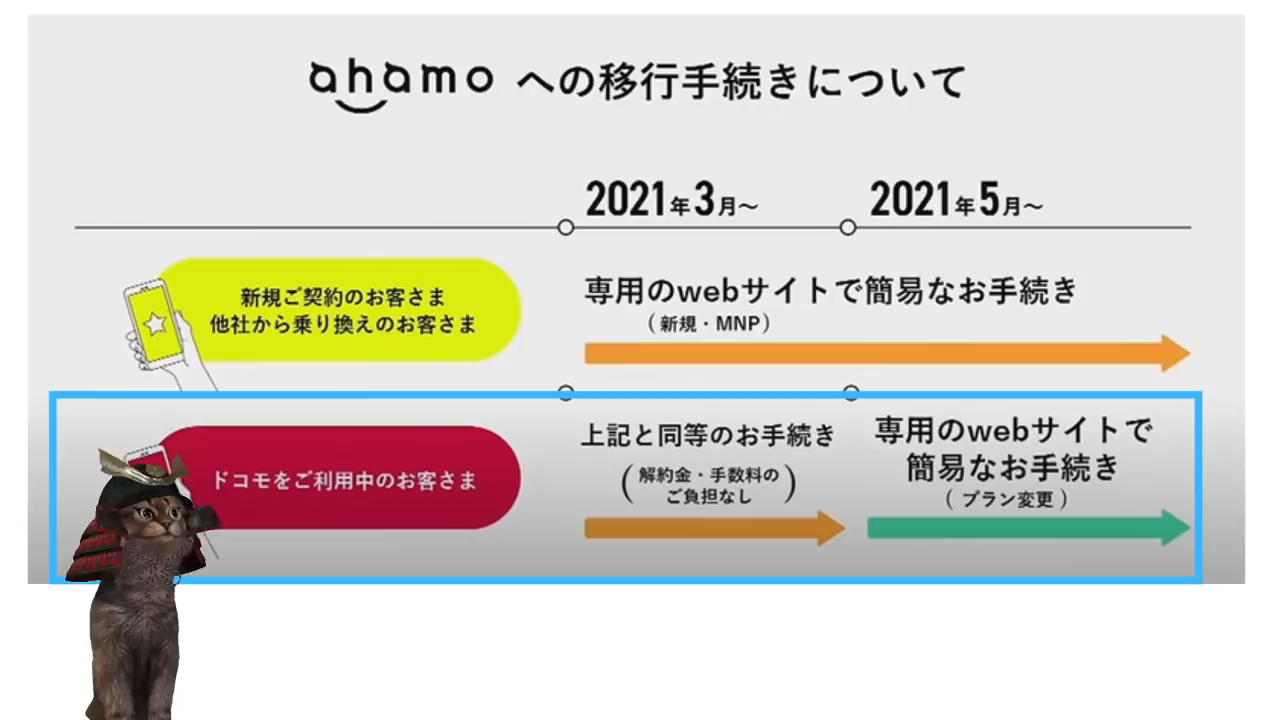 ahamo への移行手続きについて
2021年3月～
2021年5月～
新規ご契約のお客さま
他社から乗り換えのお客さま
専用のwebサイトで簡易なお手続き
（新規・MNP）
ドコモをご利用中のお客さま
上記と同等のお手続き
（解約金・手数料の
ご負担なし）
専用のwebサイトで
簡易なお手続き
（プラン変更）